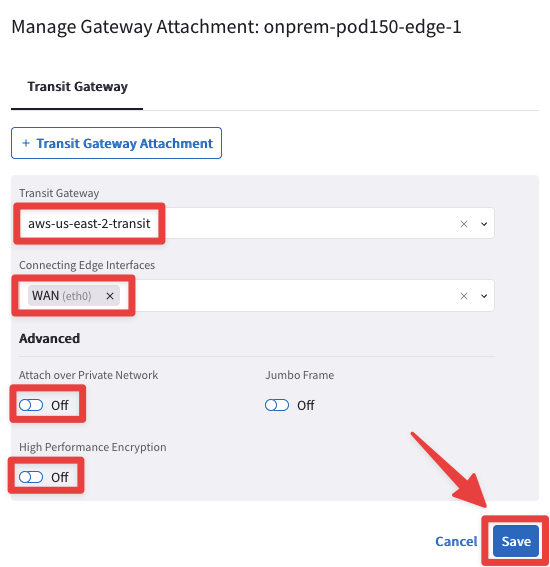 Manage Gateway Attachment: onprem-pod150-edge-1
Transit Gateway
+ Transit Gateway Attachment
Transit Gateway
aws-us-east-2-transit
Connecting Edge Interfaces
WAN (eth0)
Advanced
Attach over Private Network Jumbo Frame
Off Off
High Performance Encryption
Off
Cancel Save